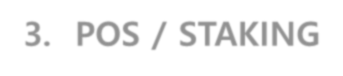 3. POS / STAKING